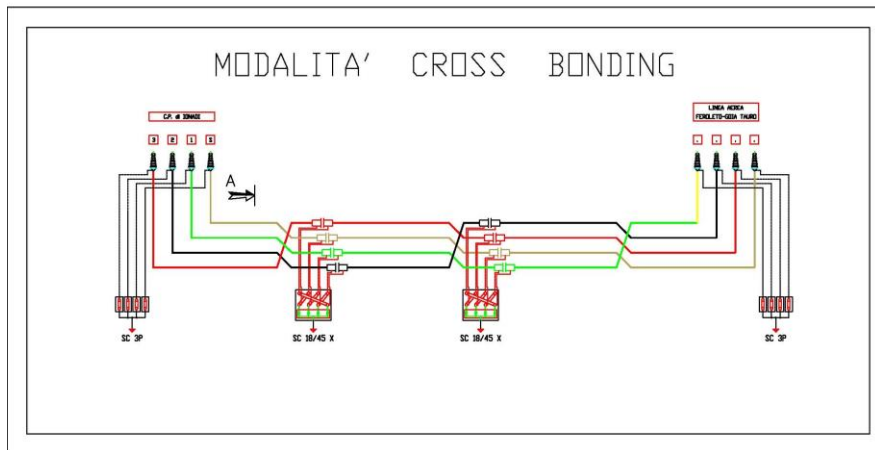 MODALITA' CROSS BONDING
C.P. di IONADI
LINEA AEREA
FEROLETO-GIOIA TAURO
3 2 1 S
A
SC 3P
SC 18/45 X
SC 18/45 X
SC 3P